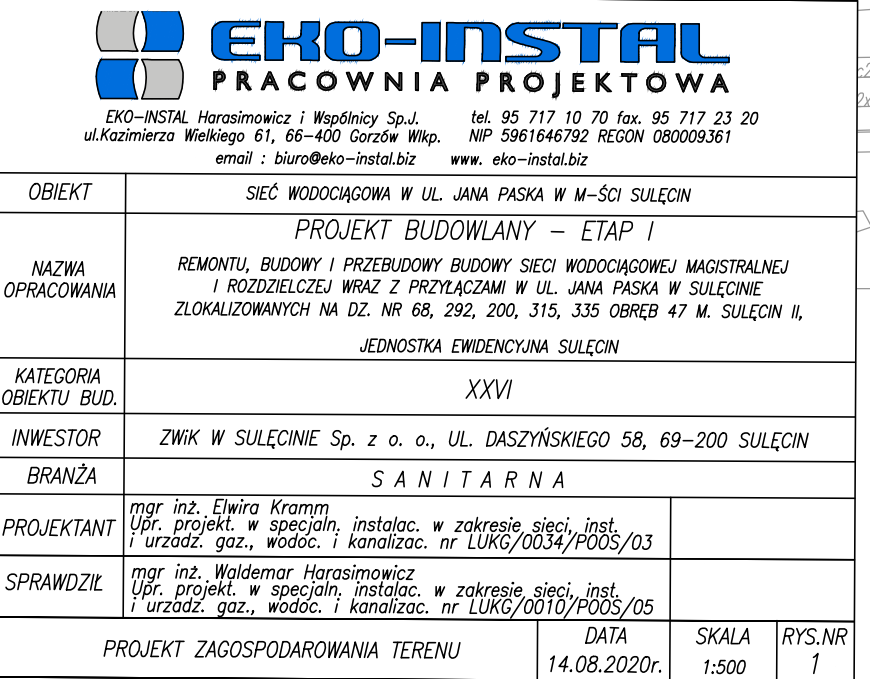 EKO-INSTAL
PRACOWNIA PROJEKTOWA
EKO-INSTAL Harasimowicz i Wspólnicy Sp.J. tel. 95 717 10 70 fax. 95 717 23 20
ul.Kazimierza Wielkiego 61, 66-400 Gorzów Wlkp. NIP 5961646792 REGON 080009361
email : biuro@eko-instal.biz www. eko-instal.biz
OBIEKT
SIEĆ WODOCIĄGOWA W UL. JANA PASKA W M-ŚCI SULĘCIN
NAZWA
OPRACOWANIA
PROJEKT BUDOWLANY - ETAP I
REMONTU, BUDOWY I PRZEBUDOWY BUDOWY SIECI WODOCIĄGOWEJ MAGISTRALNEJ
I ROZDZIELCZEJ WRAZ Z PRZYŁĄCZAMI W UL. JANA PASKA W SULĘCINIE
ZLOKALIZOWANYCH NA DZ. NR 68, 292, 200, 315, 335 OBRĘB 47 M. SULĘCIN II,
JEDNOSTKA EWIDENCYJNA SULĘCIN
KATEGORIA
OBIEKTU BUD.
XXVI
INWESTOR
ZWiK W SULĘCINIE Sp. z o. o., UL. DASZYŃSKIEGO 58, 69-200 SULĘCIN
BRANŻA
S A N I T A R N A
PROJEKTANT
mgr inż. Elwira Kramm
Upr. projekt. w specjaln. instalac. w zakresie sieci, inst.
i urzadz. gaz., wodoc. i kanalizac. nr LUKG/0034/POOS/03
SPRAWDZIŁ
mgr inż. Waldemar Harasimowicz
Upr. projekt. w specjaln. instalac. w zakresie sieci, inst.
i urzadz. gaz., wodoc. i kanalizac. nr LUKG/0010/POOS/05
PROJEKT ZAGOSPODAROWANIA TERENU
DATA
14.08.2020r.
SKALA
1:500
RYS.NR
1